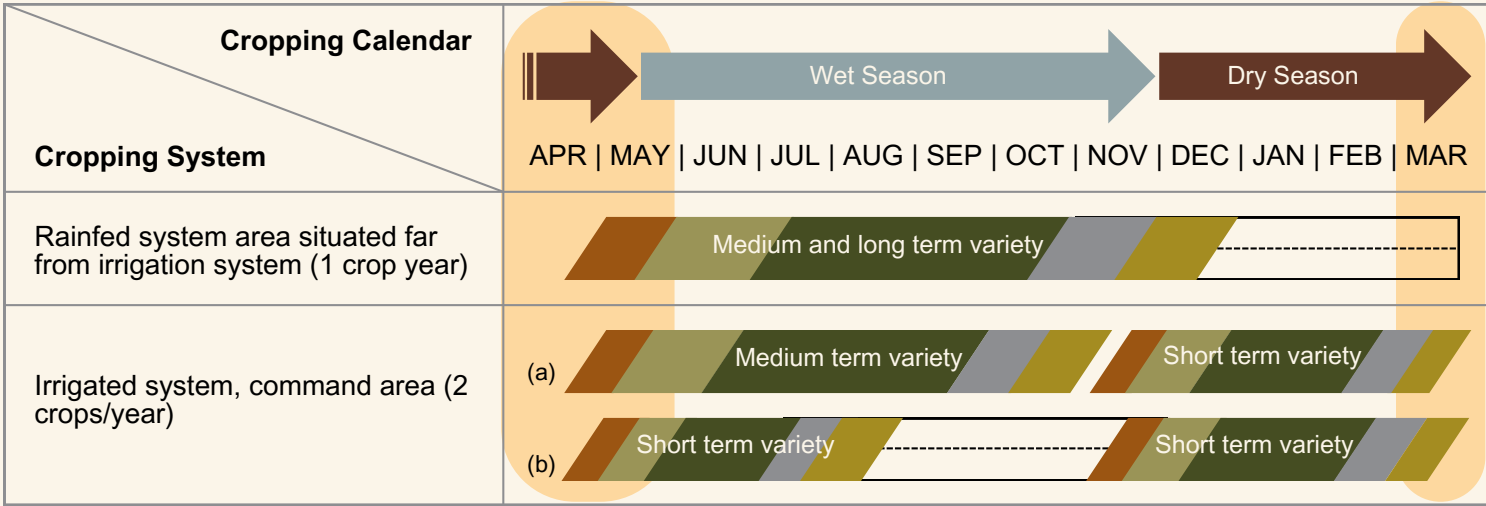 Cropping Calendar
Wet Season
Dry Season
Cropping System
APR | MAY | JUN | JUL | AUG | SEP | OCT | NOV | DEC | JAN | FEB | MAR
Rainfed system area situated far
from irrigation system (1 crop year)
Medium and long term variety
Irrigated system, command area (2
crops/year)
(a)
Medium term variety
Short term variety
(b)
Short term variety
Short term variety